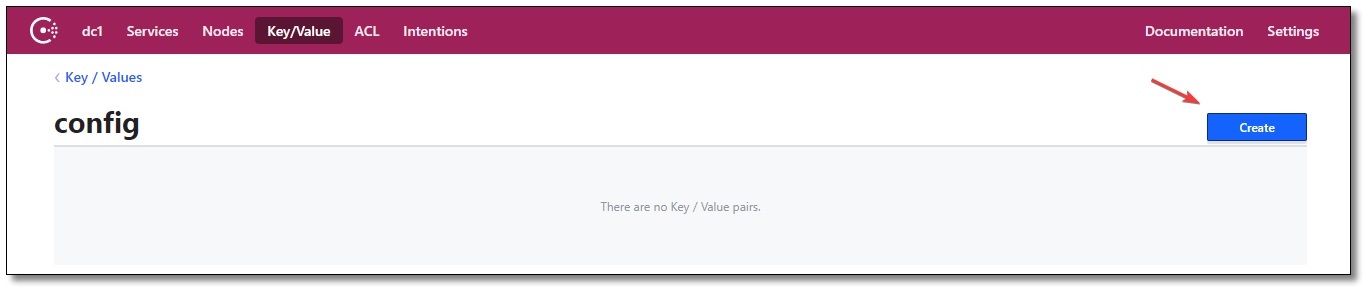 dc1 Services Nodes Key/Value ACL Intentions Documentation Settings
Key / Values
config
Create
There are no Key / Value pairs.